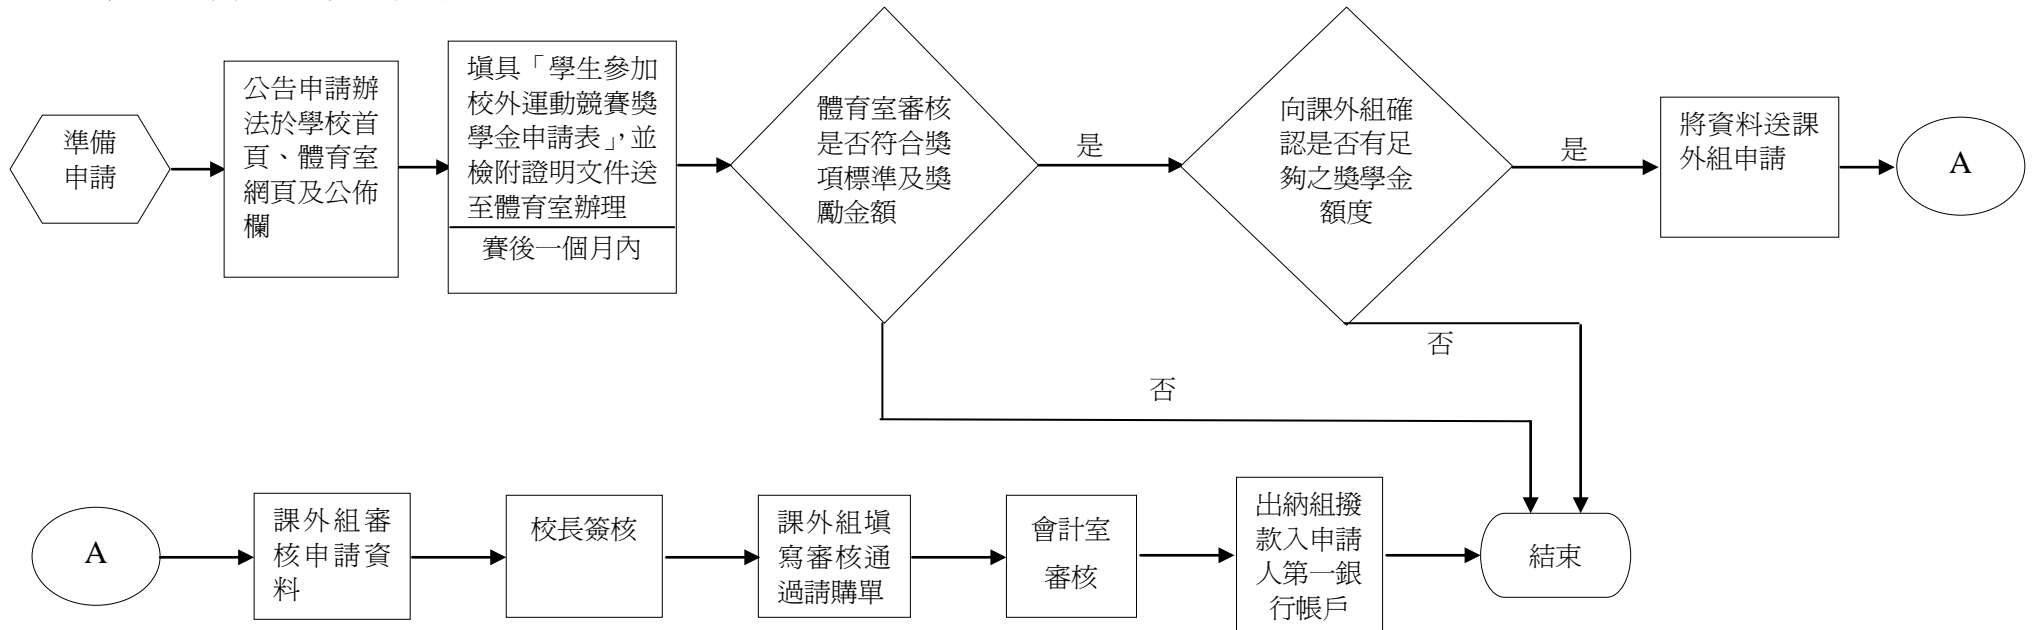 準備
申請
公告申請辦
法於學校首
頁、體育室
網頁及公佈
欄
填具「學生參加
校外運動競賽獎
學金申請表」,並
檢附證明文件送
至體育室辦理
賽後一個月內
體育室審核
是否符合獎
項標準及獎
勵金額
是
向課外組確
認是否有足
夠之獎學金
額度
是
將資料送課
外組申請
A
否
否
A
課外組審
核申請資
料
校長簽核
課外組填
寫審核通
過請購單
會計室
審核
出納組撥
款入申請
人第一銀
行帳戶
結束